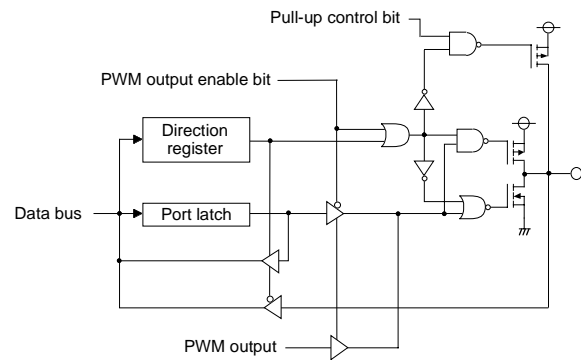 Pull-up control bit
PWM output enable bit
Direction
register
Data bus
Port latch
PWM output